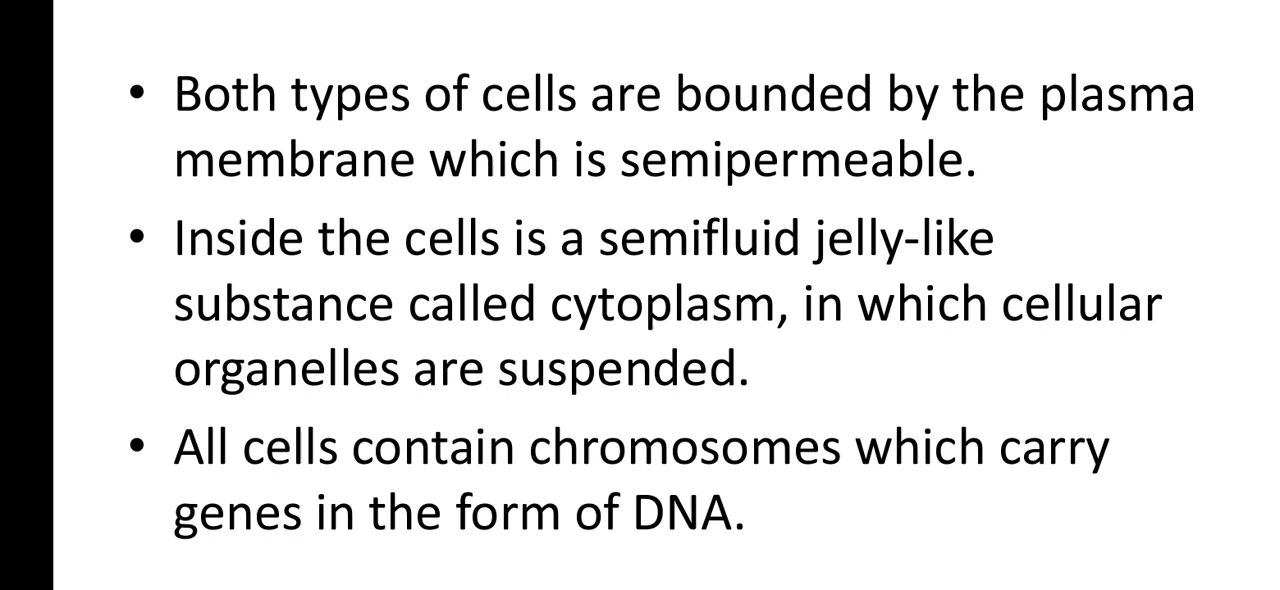 • Both types of cells are bounded by the plasma
membrane which is semipermeable.
• Inside the cells is a semifluid jelly-like
substance called cytoplasm, in which cellular
organelles are suspended.
• All cells contain chromosomes which carry
genes in the form of DNA.